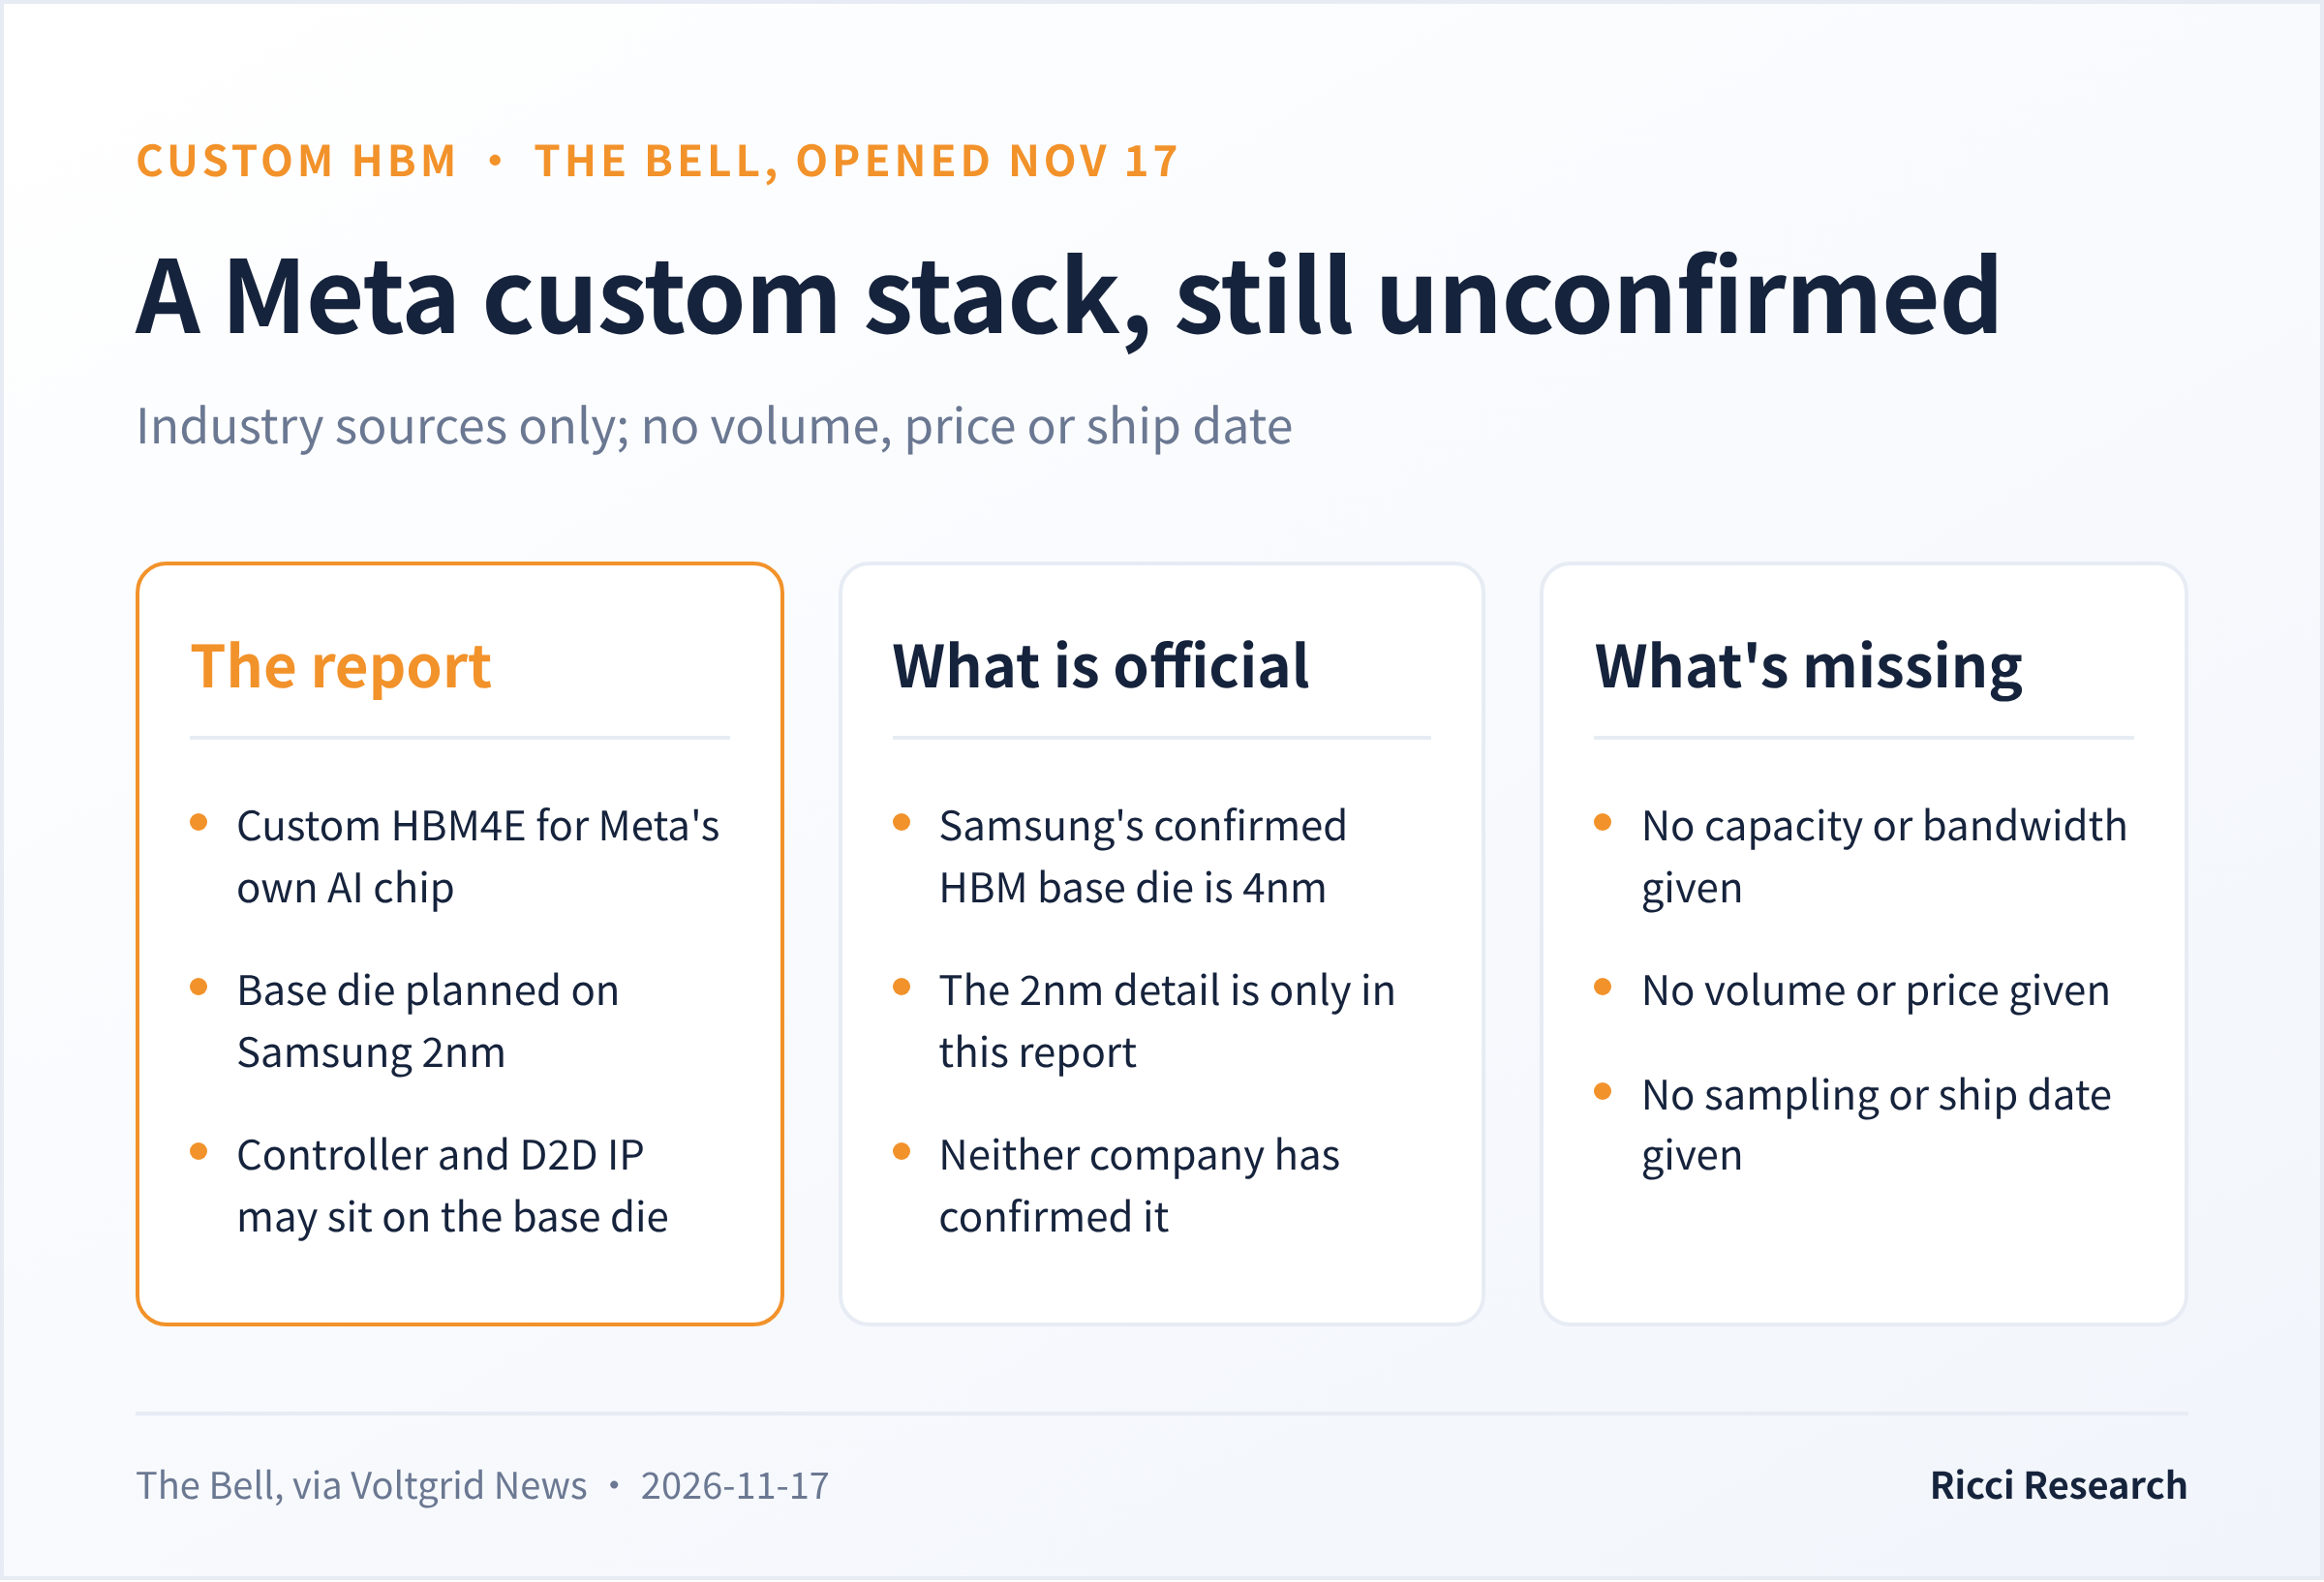 CUSTOM HBM • THE BELL, OPENED NOV 17
A Meta custom stack, still unconfirmed
Industry sources only; no volume, price or ship date
The report
• Custom HBM4E for Meta's
own AI chip
• Base die planned on
Samsung 2nm
• Controller and D2D IP
may sit on the base die
What is official
• Samsung's confirmed
HBM base die is 4nm
• The 2nm detail is only in
this report
• Neither company has
confirmed it
What's missing
• No capacity or bandwidth
given
• No volume or price given
• No sampling or ship date
given
The Bell, via Voltgrid News • 2026-11-17
Ricci Research